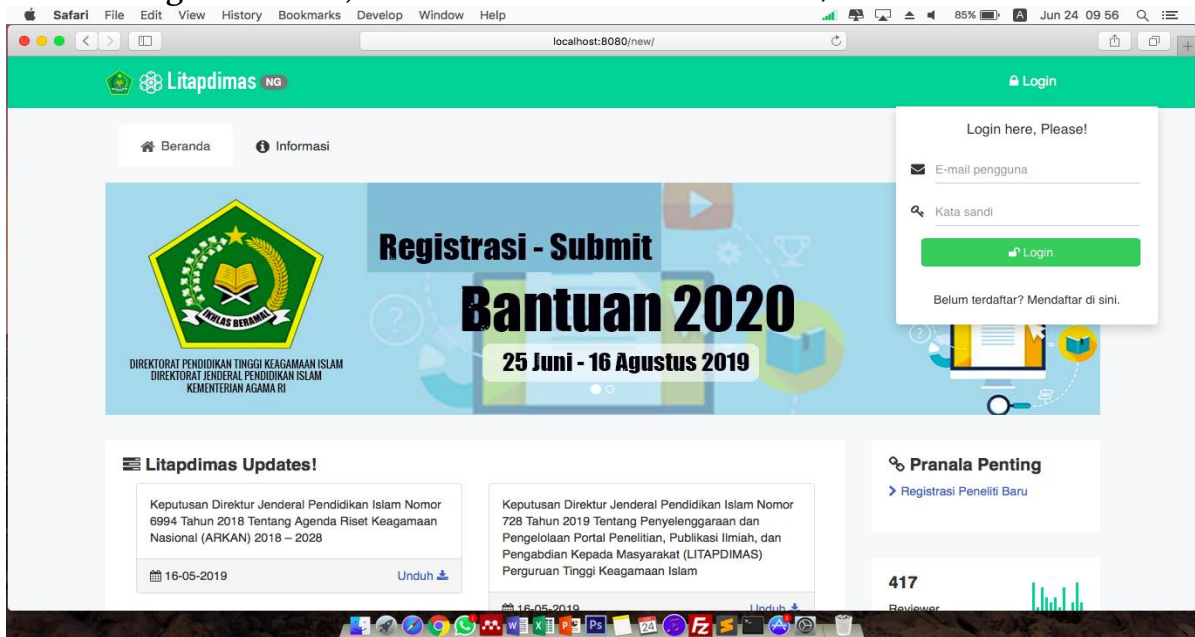 Safari File Edit View History Bookmarks Develop Window Help
85% A Jun 24 09 56
localhost:8080/new/
Litapdimas NG
Login
Beranda
Informasi
Login here, Please!
E-mail pengguna
Kata sandi
Login
Belum terdaftar? Mendaftar di sini.
IKHLAS BERAMAL
DIREKTORAT PENDIDIKAN TINGGI KEAGAMAAN ISLAM
DIREKTORAT JENDERAL PENDIDIKAN ISLAM
KEMENTERIAN AGAMA RI
Registrasi - Submit
Bantuan 2020
25 Juni - 16 Agustus 2019
Litapdimas Updates!
Keputusan Direktur Jenderal Pendidikan Islam Nomor
6994 Tahun 2018 Tentang Agenda Riset Keagamaan
Nasional (ARKAN) 2018 – 2028
16-05-2019
Unduh
Keputusan Direktur Jenderal Pendidikan Islam Nomor
728 Tahun 2019 Tentang Penyelenggaraan dan
Pengelolaan Portal Penelitian, Publikasi Ilmiah, dan
Pengabdian Kepada Masyarakat (LITAPDIMAS)
Perguruan Tinggi Keagamaan Islam
16-05-2019
Unduh
Pranala Penting
Registrasi Peneliti Baru
417
Reviewer